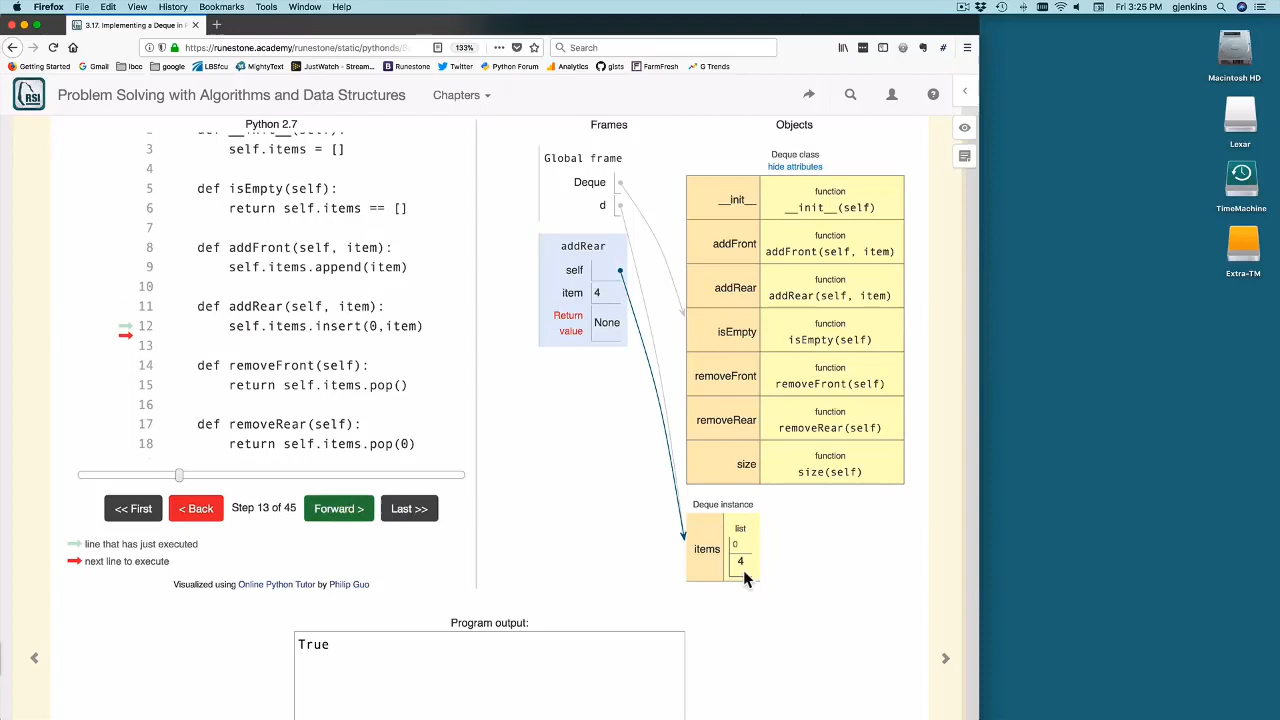 Firefox File Edit View History Bookmarks Tools Window Help Fri 3:25 PM gjenkins
3.17. Implementing a Deque in
https://runestone.academy/runestone/static/pythonds/B 133% Search
Getting Started Gmail lbcc google LBSfcu MightyText JustWatch - Stream... Runestone Twitter Python Forum Analytics gists FarmFresh G Trends
RSI Problem Solving with Algorithms and Data Structures Chapters
Python 2.7
2 def __init__(self):
3 self.items = []
4
5 def isEmpty(self):
6 return self.items == []
7
8 def addFront(self, item):
9 self.items.append(item)
10
11 def addRear(self, item):
12 self.items.insert(0,item)
13
14 def removeFront(self):
15 return self.items.pop()
16
17 def removeRear(self):
18 return self.items.pop(0)
<< First < Back Step 13 of 45 Forward > Last >>
line that has just executed
next line to execute
Visualized using Online Python Tutor by Philip Guo
Frames
Global frame
Deque
d
addRear
self
item 4
Return value None
Objects
Deque class
hide attributes
__init__ function __init__(self)
addFront function addFront(self, item)
addRear function addRear(self, item)
isEmpty function isEmpty(self)
removeFront function removeFront(self)
removeRear function removeRear(self)
size function size(self)
Deque instance
list
0
items 4
Program output:
True
Macintosh HD
Lexar
TimeMachine
Extra-TM